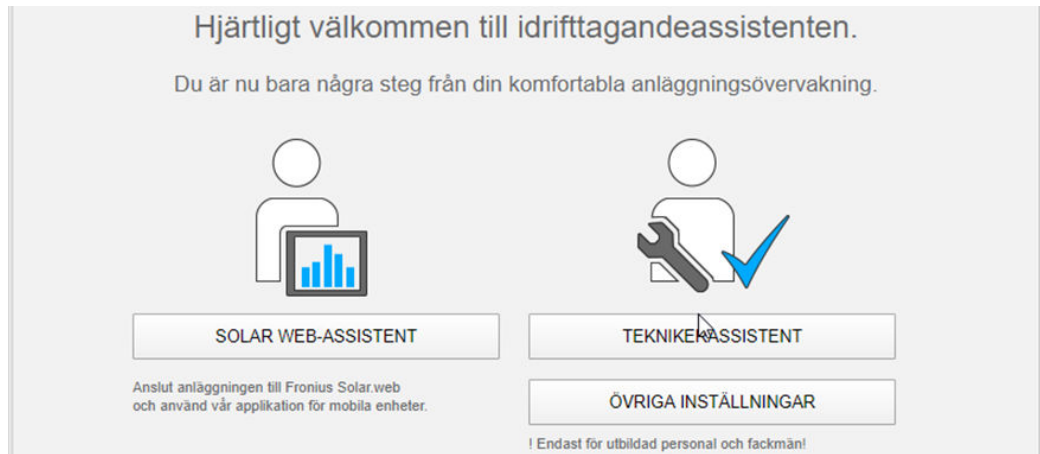 Hjärtligt välkommen till idrifttagandeassistenten.
Du är nu bara några steg från din komfortabla anläggningsövervakning.
SOLAR WEB-ASSISTENT
Anslut anläggningen till Fronius Solar.web
och använd vår applikation för mobila enheter.
TEKNIKERASSISTENT
ÖVRIGA INSTÄLLNINGAR
! Endast för utbildad personal och fackmän!